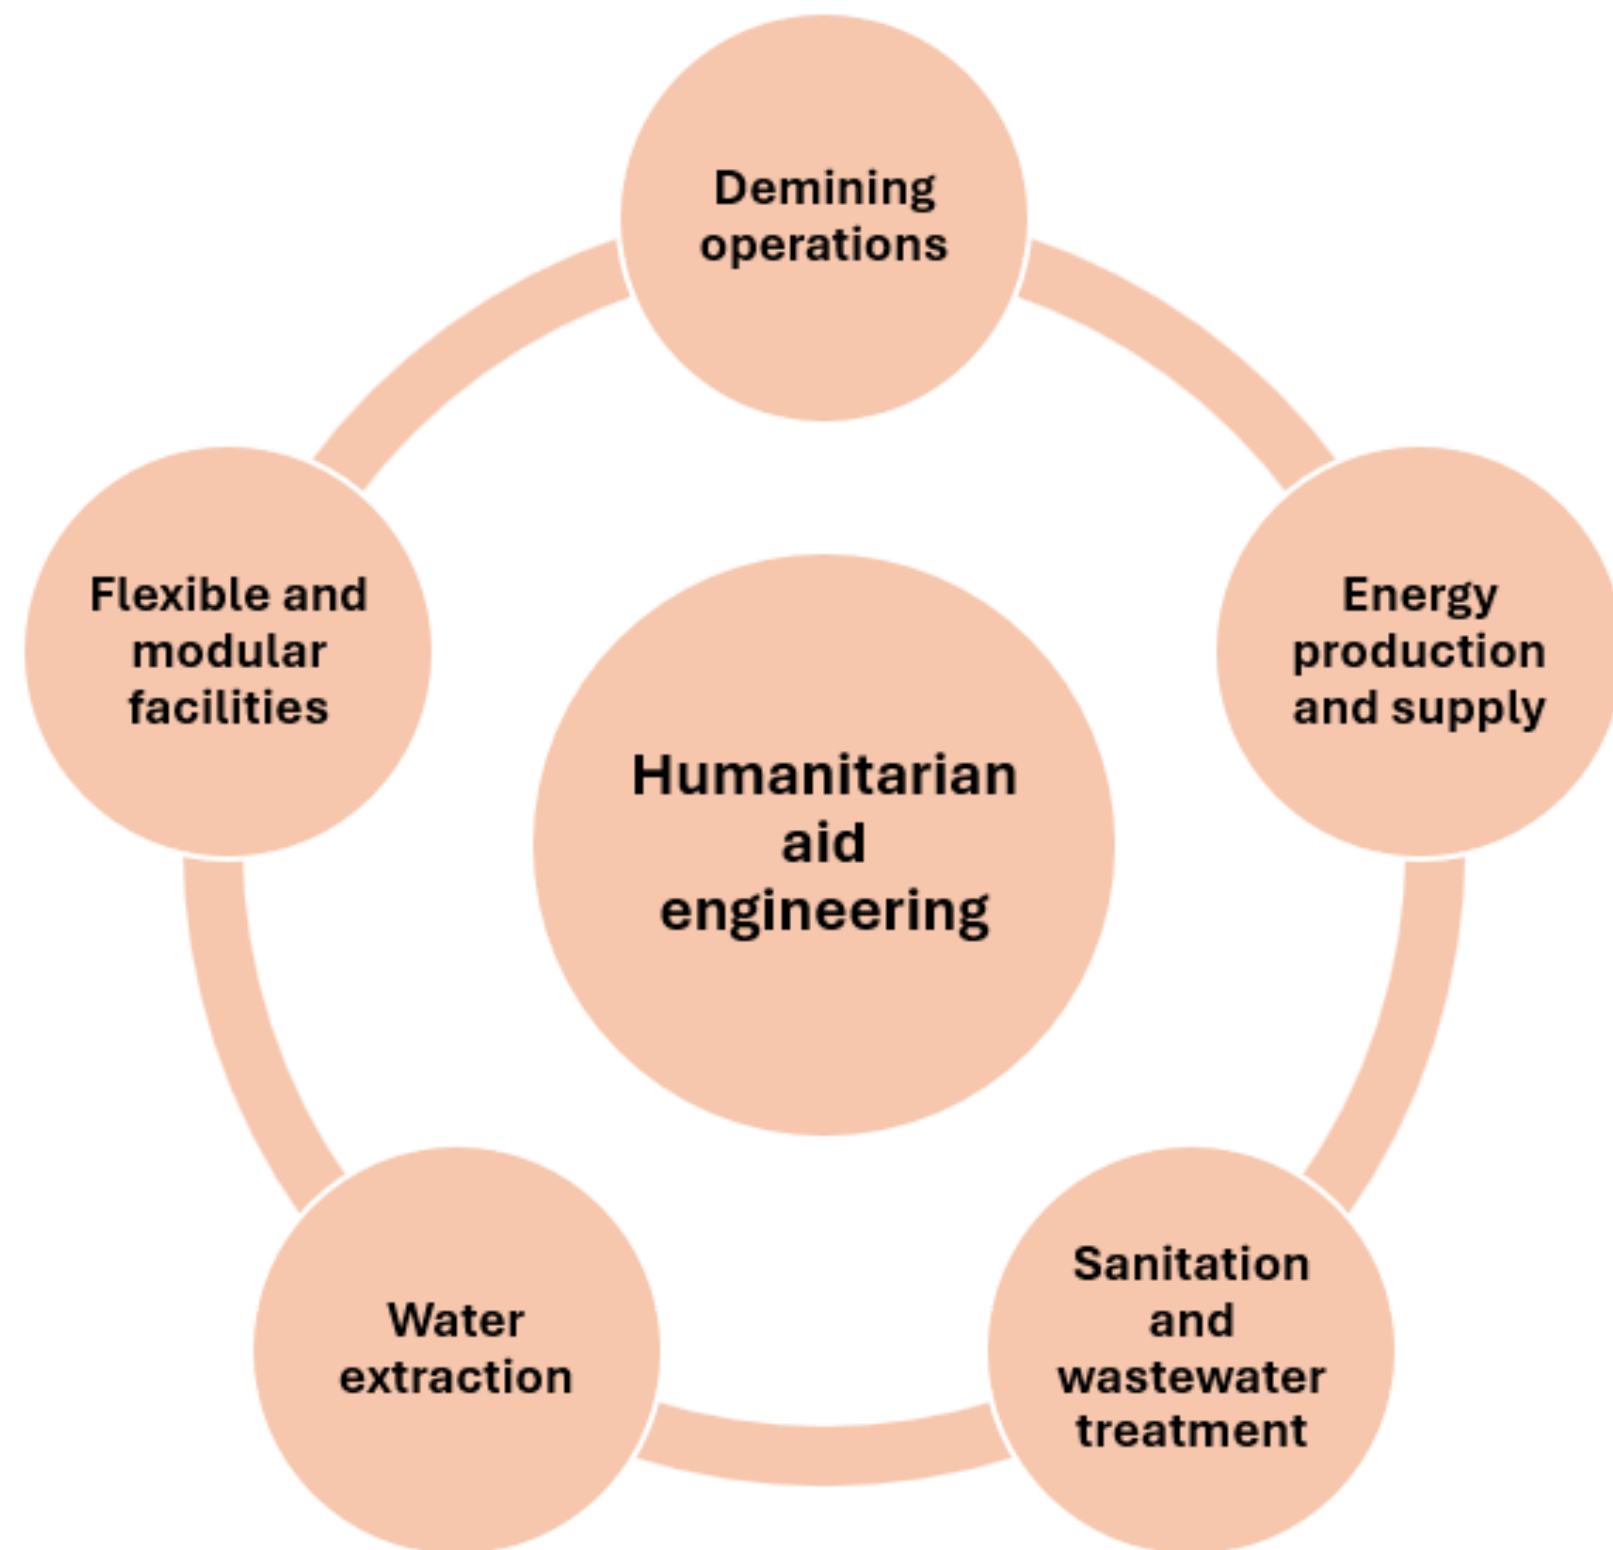 Demining
operations
Flexible and
modular
facilities
Energy
production
and supply
Humanitarian
aid
engineering
Water
extraction
Sanitation
and
wastewater
treatment